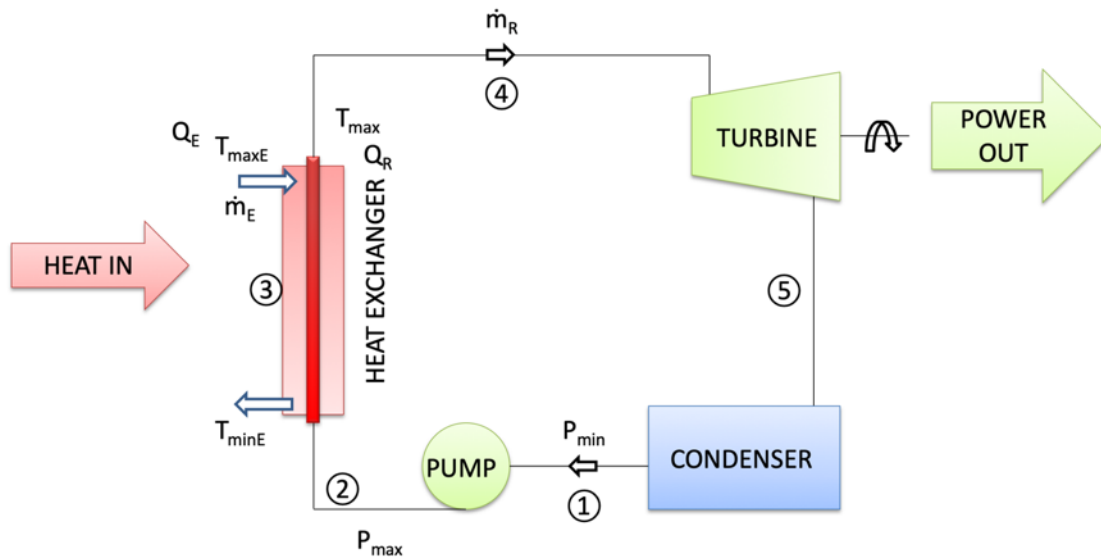 ṁR
④
TURBINE
POWER
OUT
Tmax
QE
TmaxE
QR
ṁE
HEAT IN
③
HEAT EXCHANGER
⑤
TminE
Pmin
PUMP
CONDENSER
②
①
Pmax